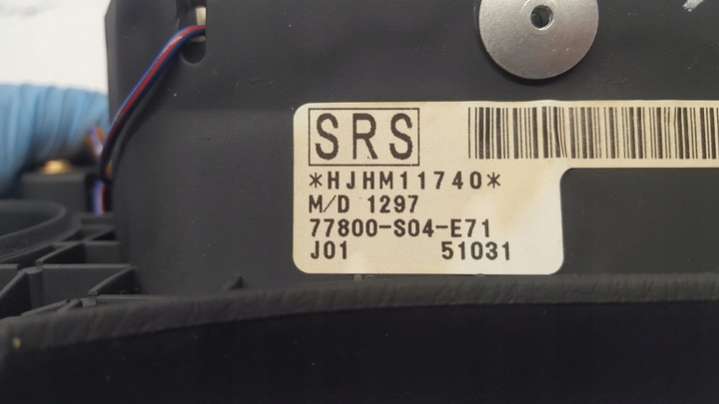 SRS
*HJHM11740*
M/D 1297
77800-S04-E71
J01 51031